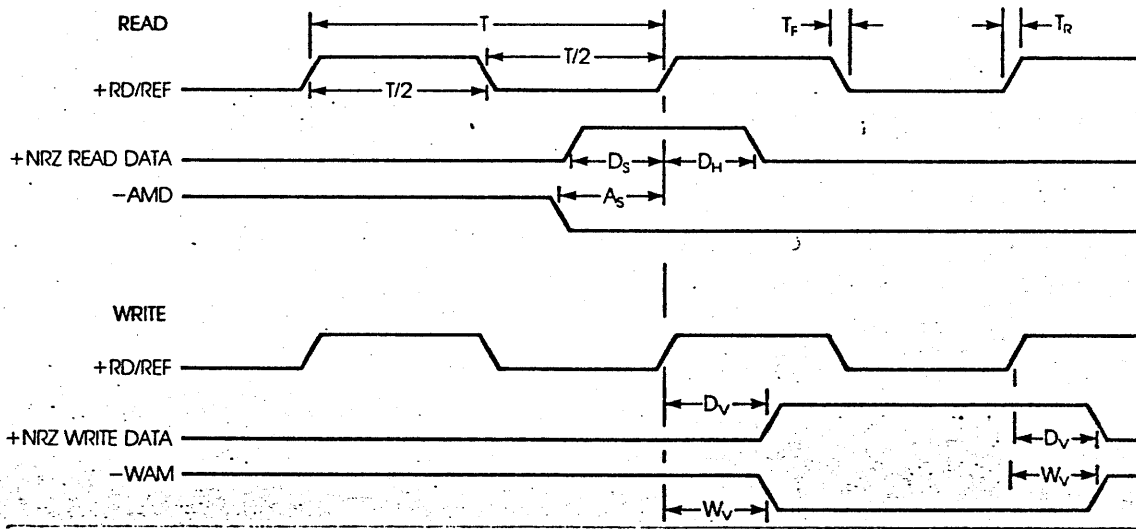 READ
T
T_F
T_R
T/2
+RD/REF
T/2
+NRZ READ DATA
D_S
D_H
−AMD
A_S
WRITE
+RD/REF
D_V
+NRZ WRITE DATA
D_V
−WAM
W_V
W_V